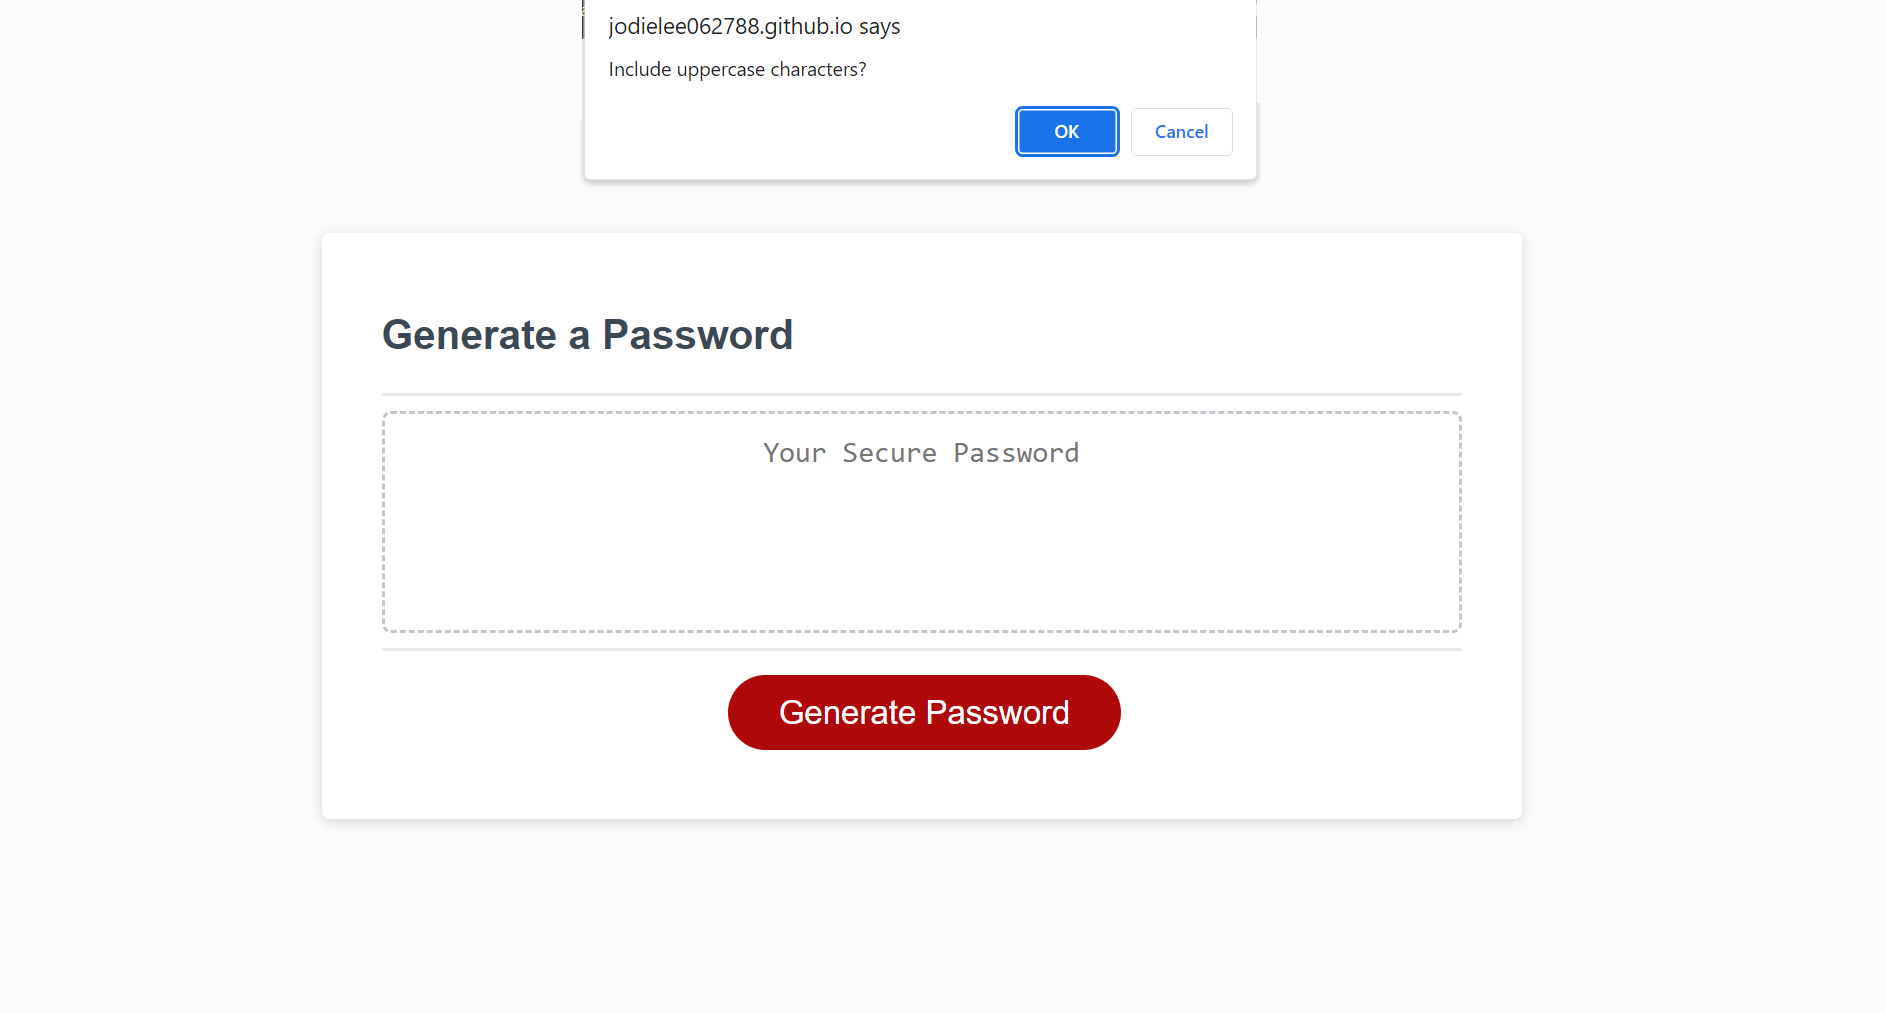 jodielee062788.github.io says
Include uppercase characters?
OK Cancel
Generate a Password
Your Secure Password
Generate Password